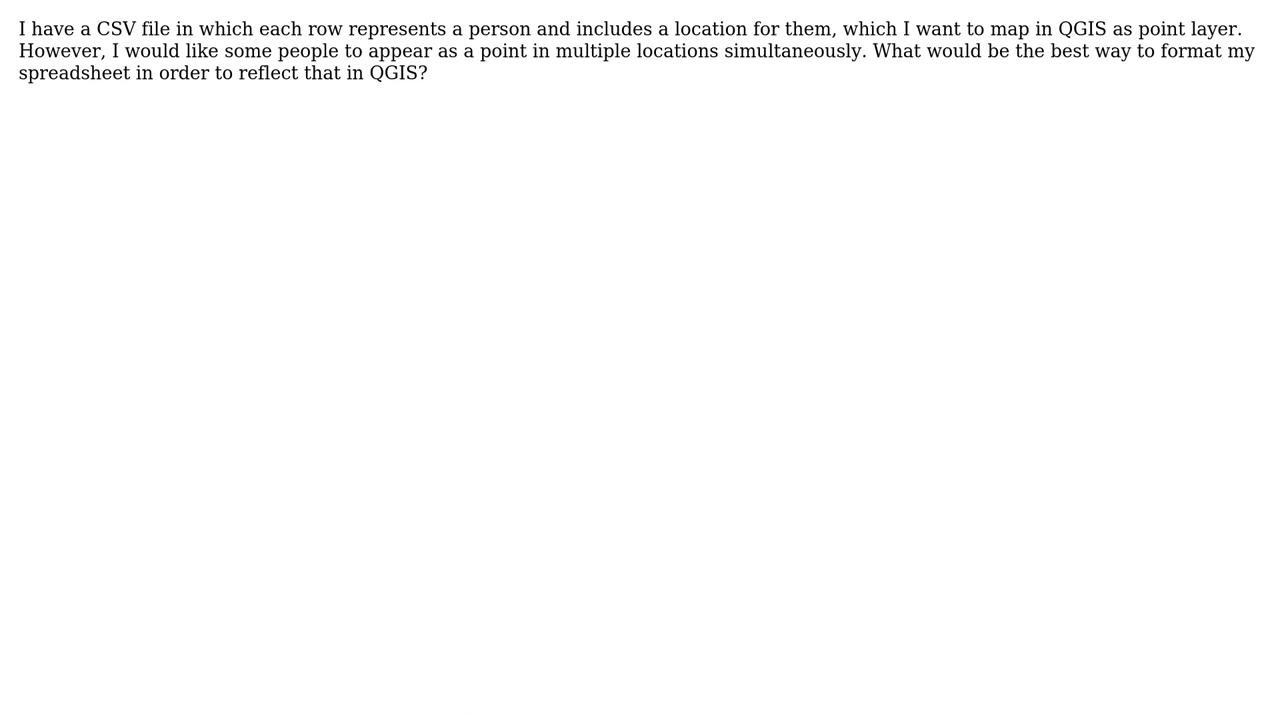 I have a CSV file in which each row represents a person and includes a location for them, which I want to map in QGIS as point layer.
However, I would like some people to appear as a point in multiple locations simultaneously. What would be the best way to format my
spreadsheet in order to reflect that in QGIS?